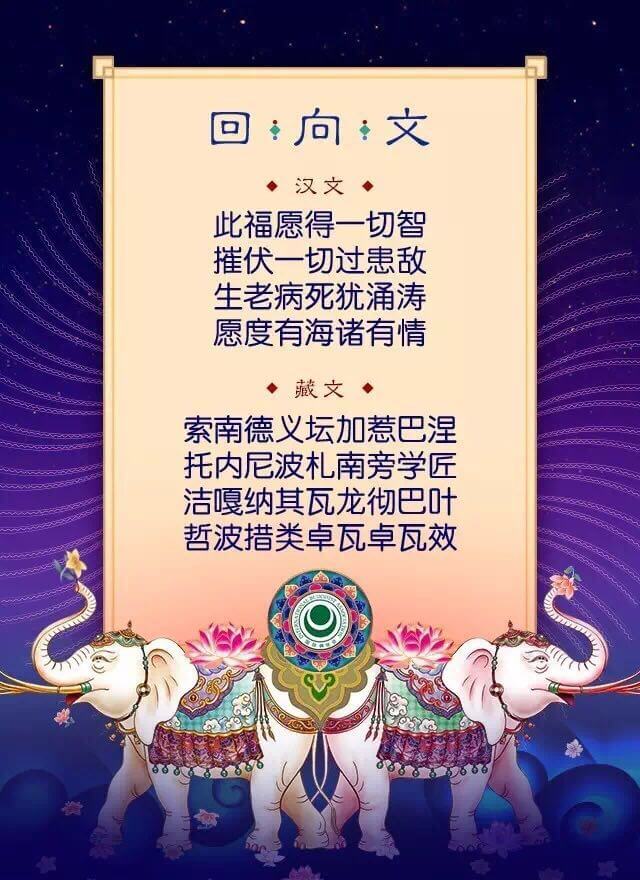 回向文
汉文
此福愿得一切智
摧伏一切过患敌
生老病死犹涌涛
愿度有海诸有情
藏文
索南德义坛加惹巴涅
托内尼波札南旁学匠
洁嘎纳其瓦龙彻巴叶
哲波措类卓瓦卓瓦效